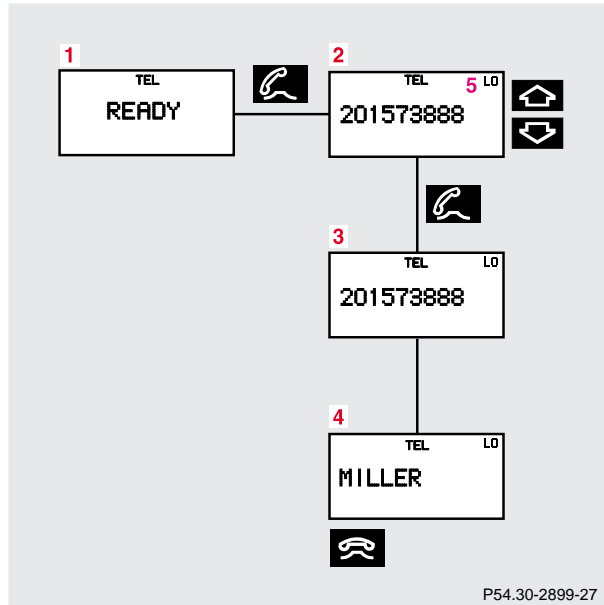 1
TEL
READY
2
TEL 5 LO
201573888
3
TEL LO
201573888
4
TEL LO
MILLER
P54.30-2899-27